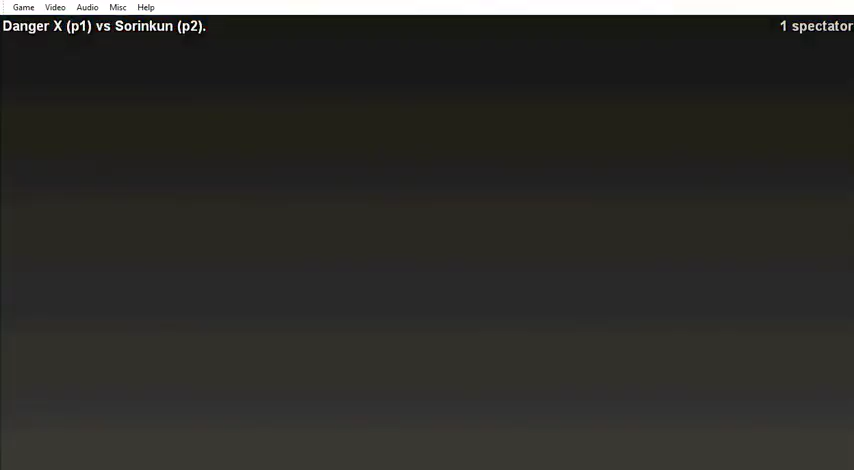 Game Video Audio Misc Help
Danger X (p1) vs Sorinkun (p2).
1 spectator